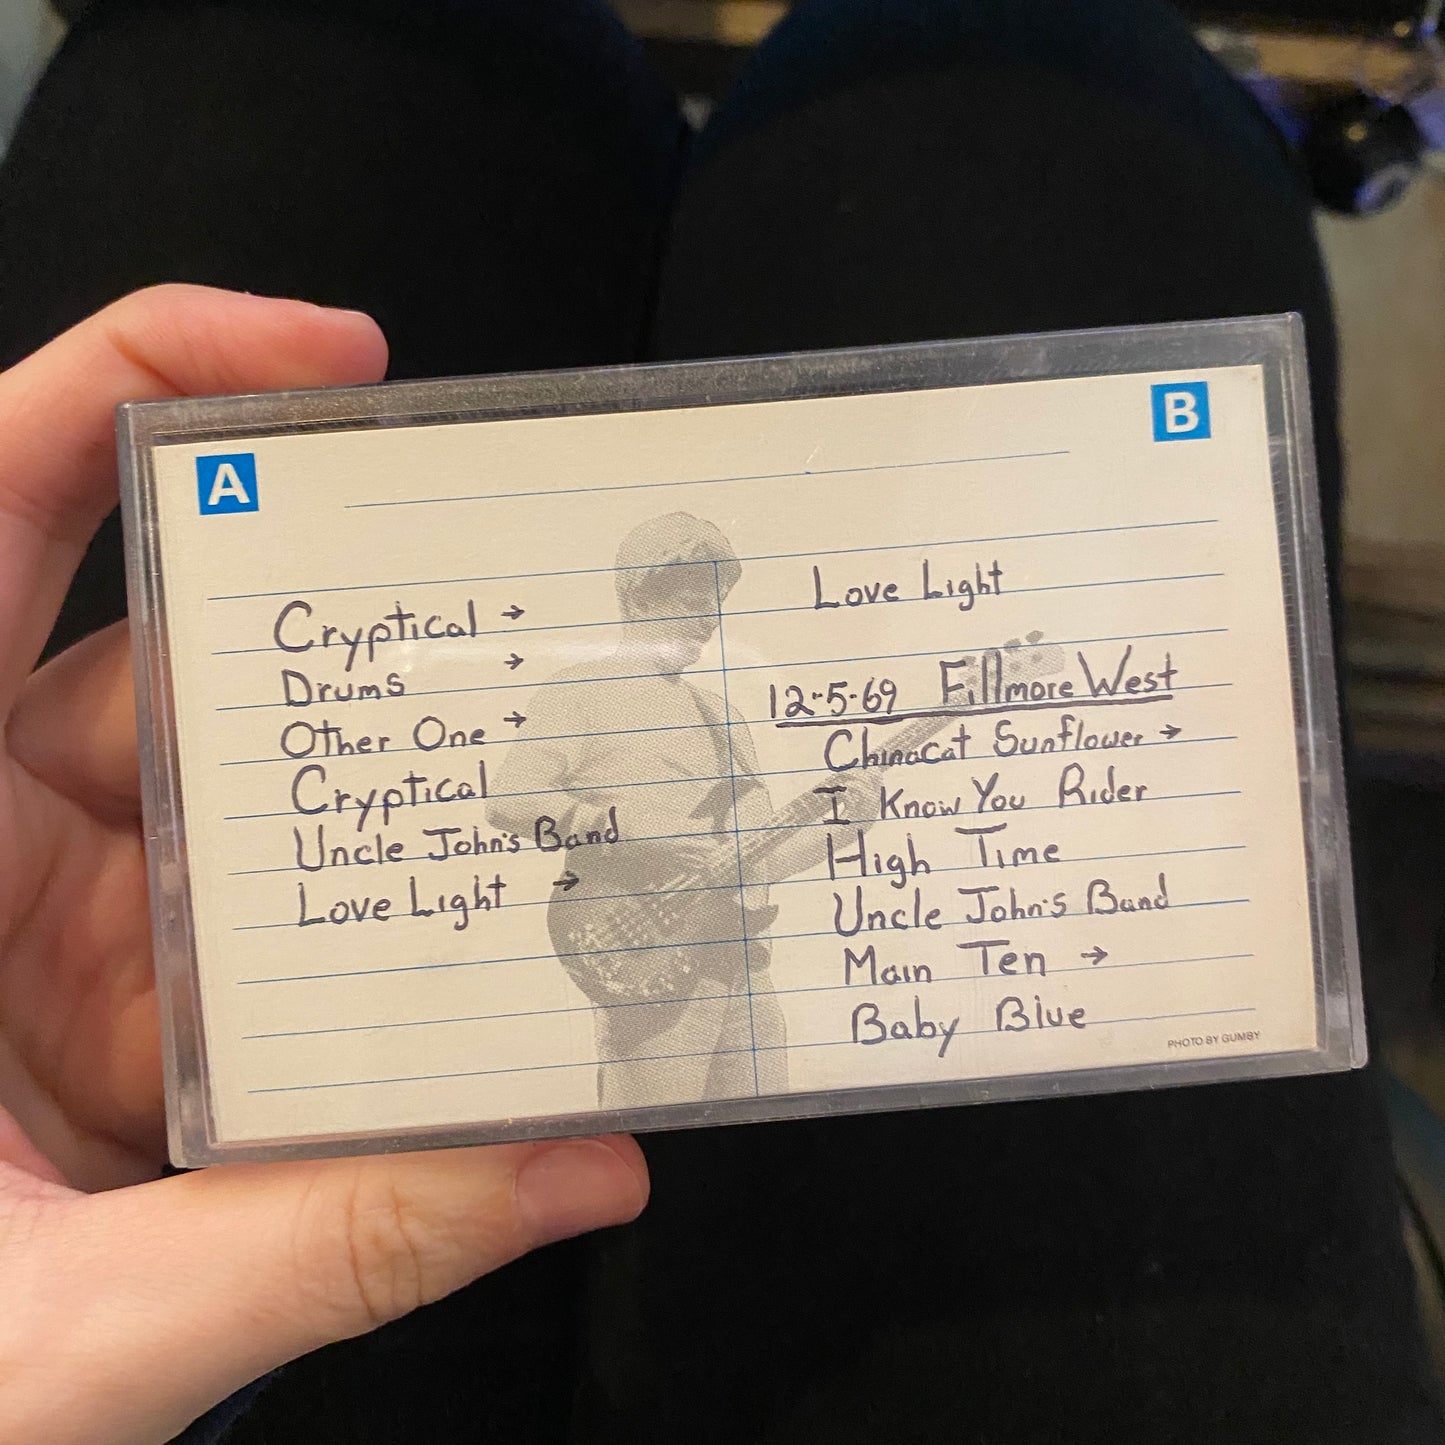 A
Cryptical →
Drums →
Other One →
Cryptical
Uncle John's Band
Love Light →
B
Love Light
12-5-69 Fillmore West
Chinacat Sunflower →
I Know You Rider
High Time
Uncle John's Band
Main Ten →
Baby Blue
PHOTO BY GUMBY